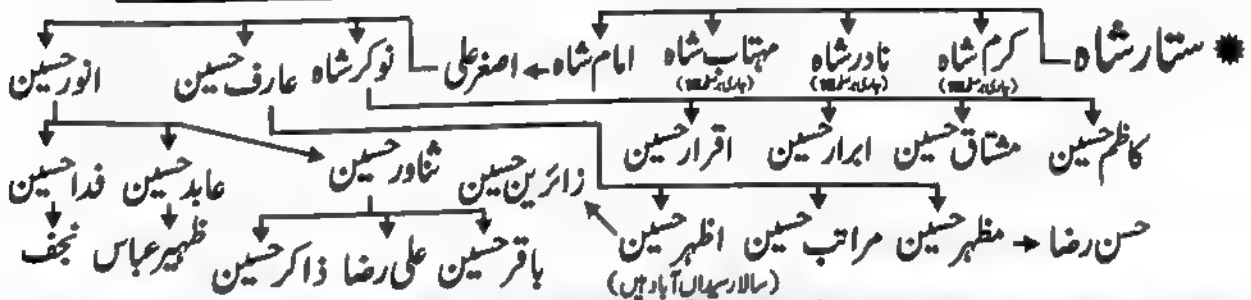 ستار شاہ کرم شاہ نادر شاہ مہتاب شاہ امام شاہ اصغر علی نوکر شاہ عارف حسین انور حسین
کاظم حسین مشتاق حسین ابرار حسین اقرار حسین
زائرین حسین ثناور حسین عابد حسین فدا حسین
حسن رضا مظہر حسین مراتب حسین اظہر حسین باقر حسین علی رضا ذاکر حسین ظہیر عباس نجف
(سالار سیداں آباد ہیں)